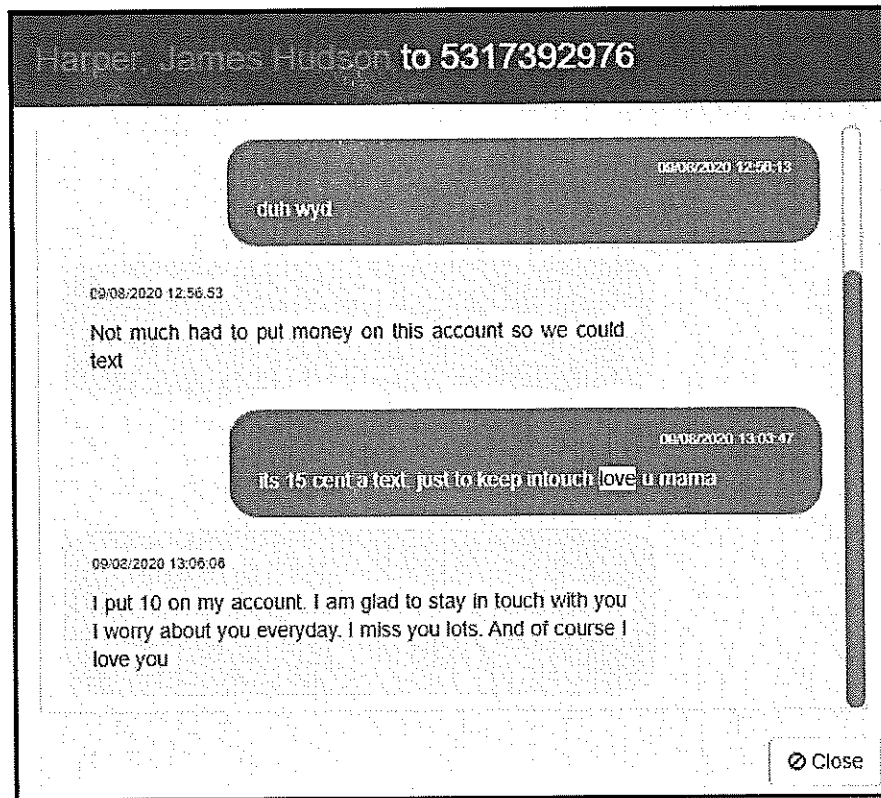 Harper, James Hudson to 5317392976
09/08/2020 12:56:13
duh wyd
09/08/2020 12:56:53
Not much had to put money on this account so we could
text
09/08/2020 13:03:47
its 15 cent a text. just to keep intouch love u mama
09/08/2020 13:06:06
I put 10 on my account. I am glad to stay in touch with you
I worry about you everyday. I miss you lots. And of course I
love you
Close